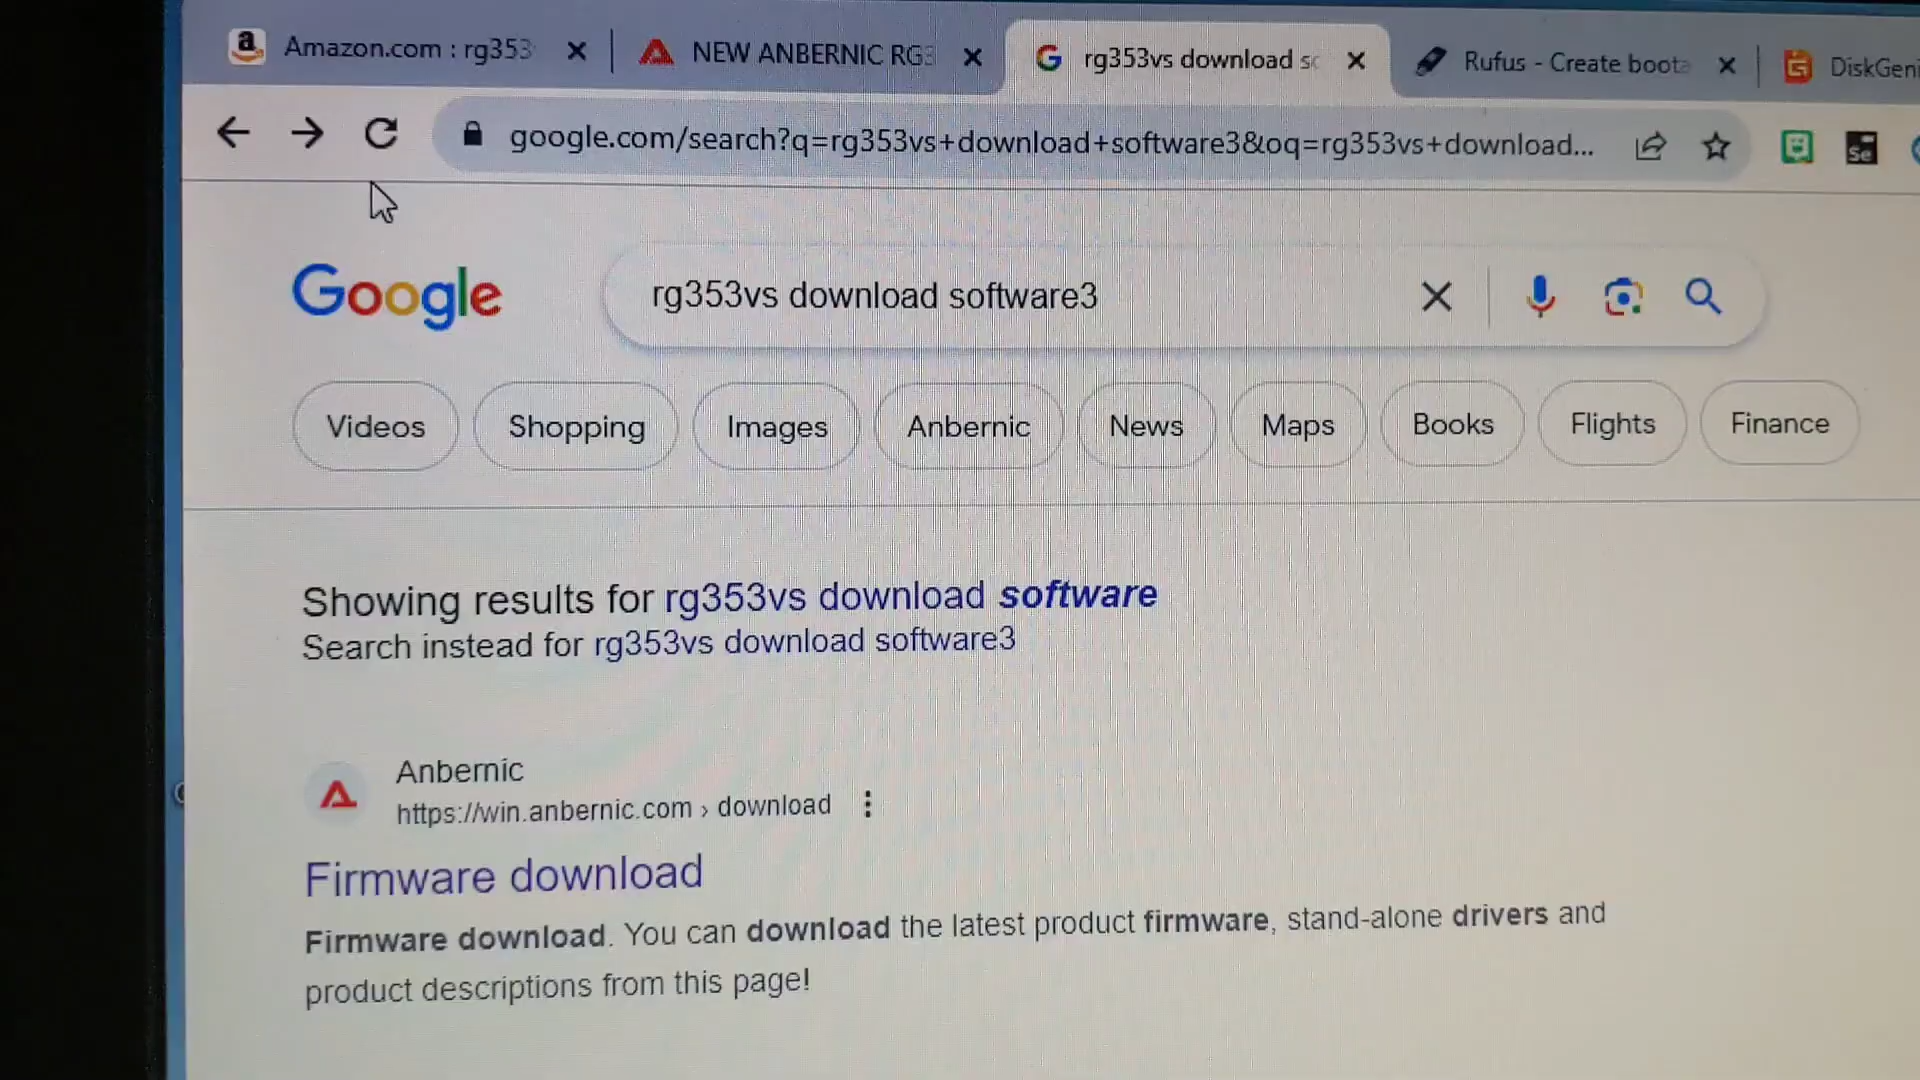 Amazon.com : rg353
NEW ANBERNIC RG3
rg353vs download so
Rufus - Create boota
DiskGeni
google.com/search?q=rg353vs+download+software3&oq=rg353vs+download...
Se
Google
rg353vs download software3
Videos
Shopping
Images
Anbernic
News
Maps
Books
Flights
Finance
Showing results for rg353vs download software
Search instead for rg353vs download software3
Anbernic
https://win.anbernic.com › download
Firmware download
Firmware download. You can download the latest product firmware, stand-alone drivers and
product descriptions from this page!